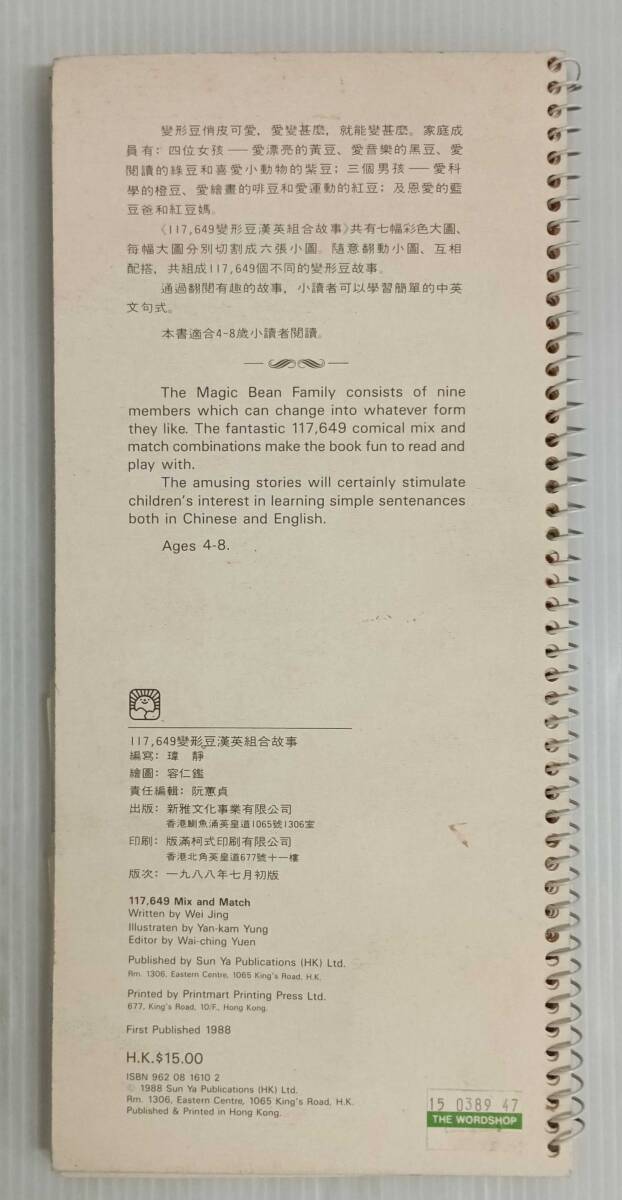 變形豆俏皮可愛，愛變甚麼，就能變甚麼。家庭成
員有：四位女孩——愛漂亮的黃豆、愛音樂的黑豆、愛
閱讀的綠豆和喜愛小動物的紫豆；三個男孩——愛科
學的橙豆、愛繪畫的啡豆和愛運動的紅豆；及恩愛的藍
豆爸和紅豆媽。
《117,649變形豆漢英組合故事》共有七幅彩色大圖、
每幅大圖分別切割成六張小圖。隨意翻動小圖、互相
配搭，共組成117,649個不同的變形豆故事。
通過翻閱有趣的故事，小讀者可以學習簡單的中英
文句式。
本書適合4-8歲小讀者閱讀。
The Magic Bean Family consists of nine
members which can change into whatever form
they like. The fantastic 117,649 comical mix and
match combinations make the book fun to read and
play with.
The amusing stories will certainly stimulate
children's interest in learning simple sentenances
both in Chinese and English.
Ages 4-8.
117,649變形豆漢英組合故事
編寫：瑋 靜
繪圖：容仁鑑
責任編輯：阮蕙貞
出版：新雅文化事業有限公司
香港鰂魚涌英皇道1065號1306室
印刷：版滿柯式印刷有限公司
香港北角英皇道677號十一樓
版次：一九八八年七月初版
117,649 Mix and Match
Written by Wei Jing
Illustraten by Yan-kam Yung
Editor by Wai-ching Yuen
Published by Sun Ya Publications (HK) Ltd.
Rm. 1306, Eastern Centre, 1065 King's Road, H.K.
Printed by Printmart Printing Press Ltd.
677, King's Road, 10/F., Hong Kong.
First Published 1988
H.K.$15.00
ISBN 962 08 1610 2
© 1988 Sun Ya Publications (HK) Ltd.
Rm. 1306, Eastern Centre, 1065 King's Road, H.K.
Published & Printed in Hong Kong.
15 0389 47
THE WORDSHOP